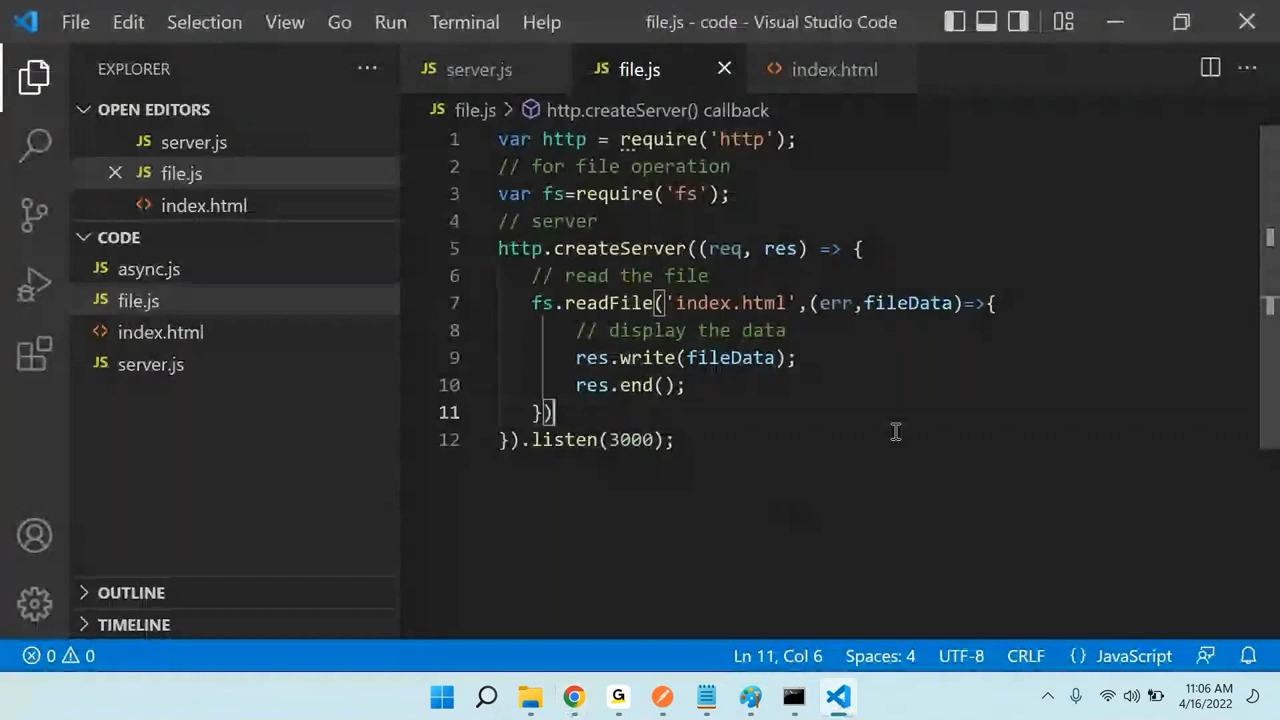 File Edit Selection View Go Run Terminal Help file.js - code - Visual Studio Code
EXPLORER
server.js file.js index.html
OPEN EDITORS
file.js > http.createServer() callback
JS server.js
JS file.js
<> index.html
CODE
JS async.js
JS file.js
<> index.html
JS server.js
OUTLINE
TIMELINE
1 var http = require('http');
2 // for file operation
3 var fs=require('fs');
4 // server
5 http.createServer((req, res) => {
6 // read the file
7 fs.readFile('index.html',(err,fileData)=>{
8 // display the data
9 res.write(fileData);
10 res.end();
11 })
12 }).listen(3000);
0 0 Ln 11, Col 6 Spaces: 4 UTF-8 CRLF {} JavaScript
11:06 AM
4/16/2022